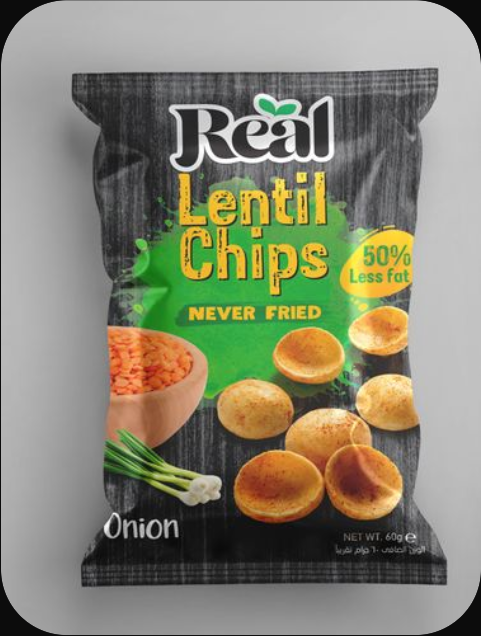 Real
Lentil
Chips
50%
Less fat
NEVER FRIED
Onion
NET WT. 60g e
الوزن الصافي ٦٠ جرام تقريباً